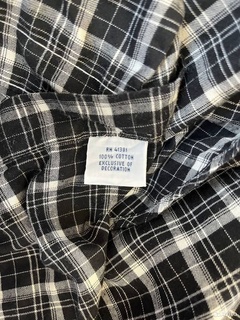 RN 41381
100% COTTON
EXCLUSIVE OF
DECORATION